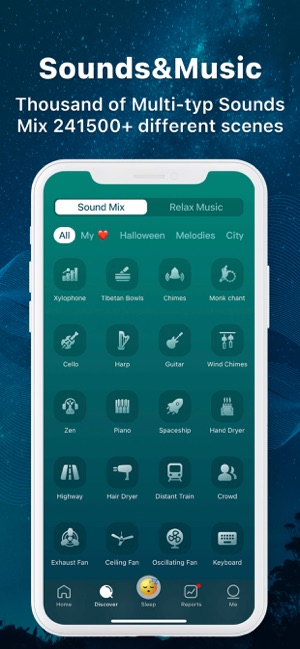 Sounds&Music
Thousand of Multi-typ Sounds
Mix 241500+ different scenes
Sound Mix Relax Music
All My ❤️ Halloween Melodies City
Xylophone Tibetan Bowls Chimes Monk chant
Cello Harp Guitar Wind Chimes
Zen Piano Spaceship Hand Dryer
Highway Hair Dryer Distant Train Crowd
Exhaust Fan Ceiling Fan Oscillating Fan Keyboard
Home Discover Sleep Reports Me